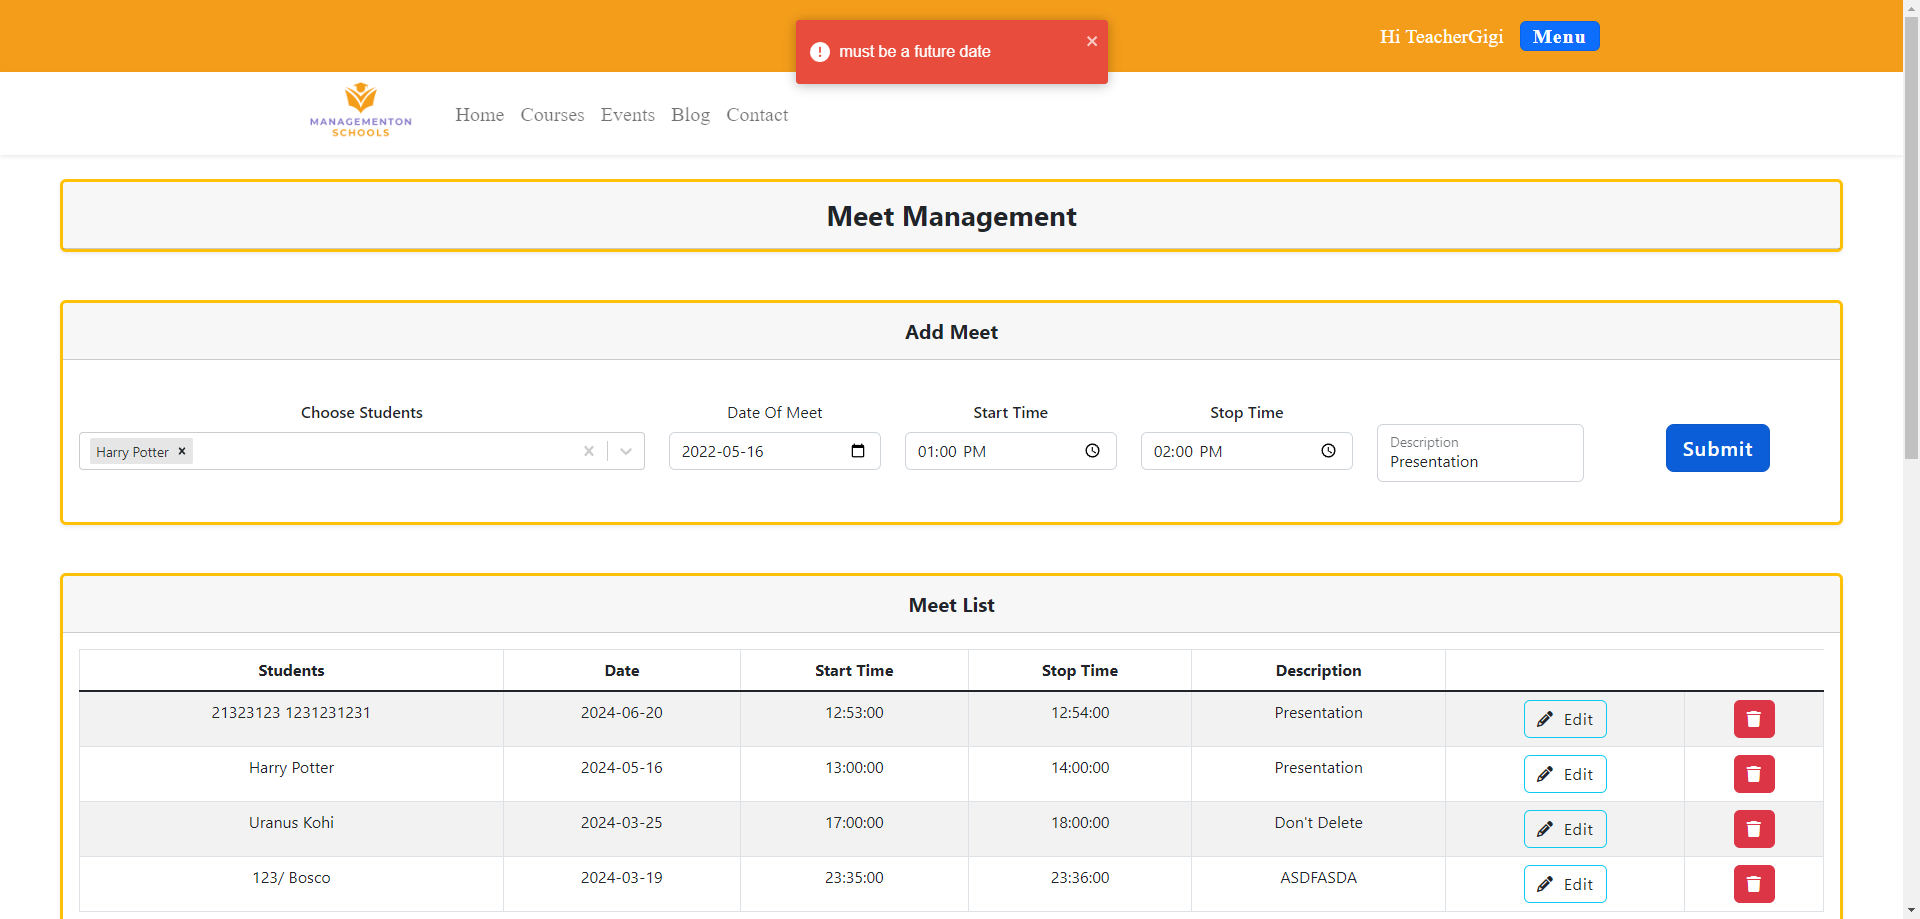 must be a future date
Hi TeacherGigi
Menu
MANAGEMENTON
SCHOOLS
Home Courses Events Blog Contact
Meet Management
Add Meet
Choose Students Date Of Meet Start Time Stop Time
Harry Potter 2022-05-16 01:00 PM 02:00 PM
Description
Presentation
Submit
Meet List
Students Date Start Time Stop Time Description
21323123 1231231231 2024-06-20 12:53:00 12:54:00 Presentation Edit
Harry Potter 2024-05-16 13:00:00 14:00:00 Presentation Edit
Uranus Kohi 2024-03-25 17:00:00 18:00:00 Don't Delete Edit
123/ Bosco 2024-03-19 23:35:00 23:36:00 ASDFASDA Edit